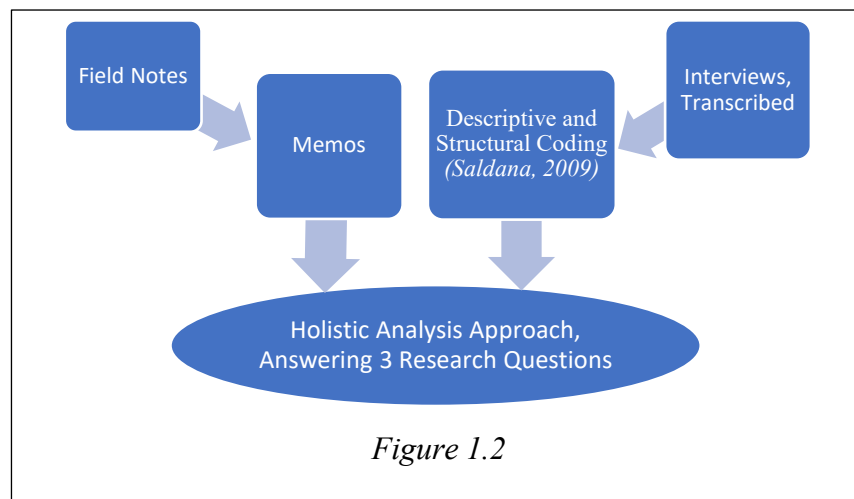 Field Notes
Memos
Descriptive and
Structural Coding
(Saldana, 2009)
Interviews,
Transcribed
Holistic Analysis Approach,
Answering 3 Research Questions
Figure 1.2